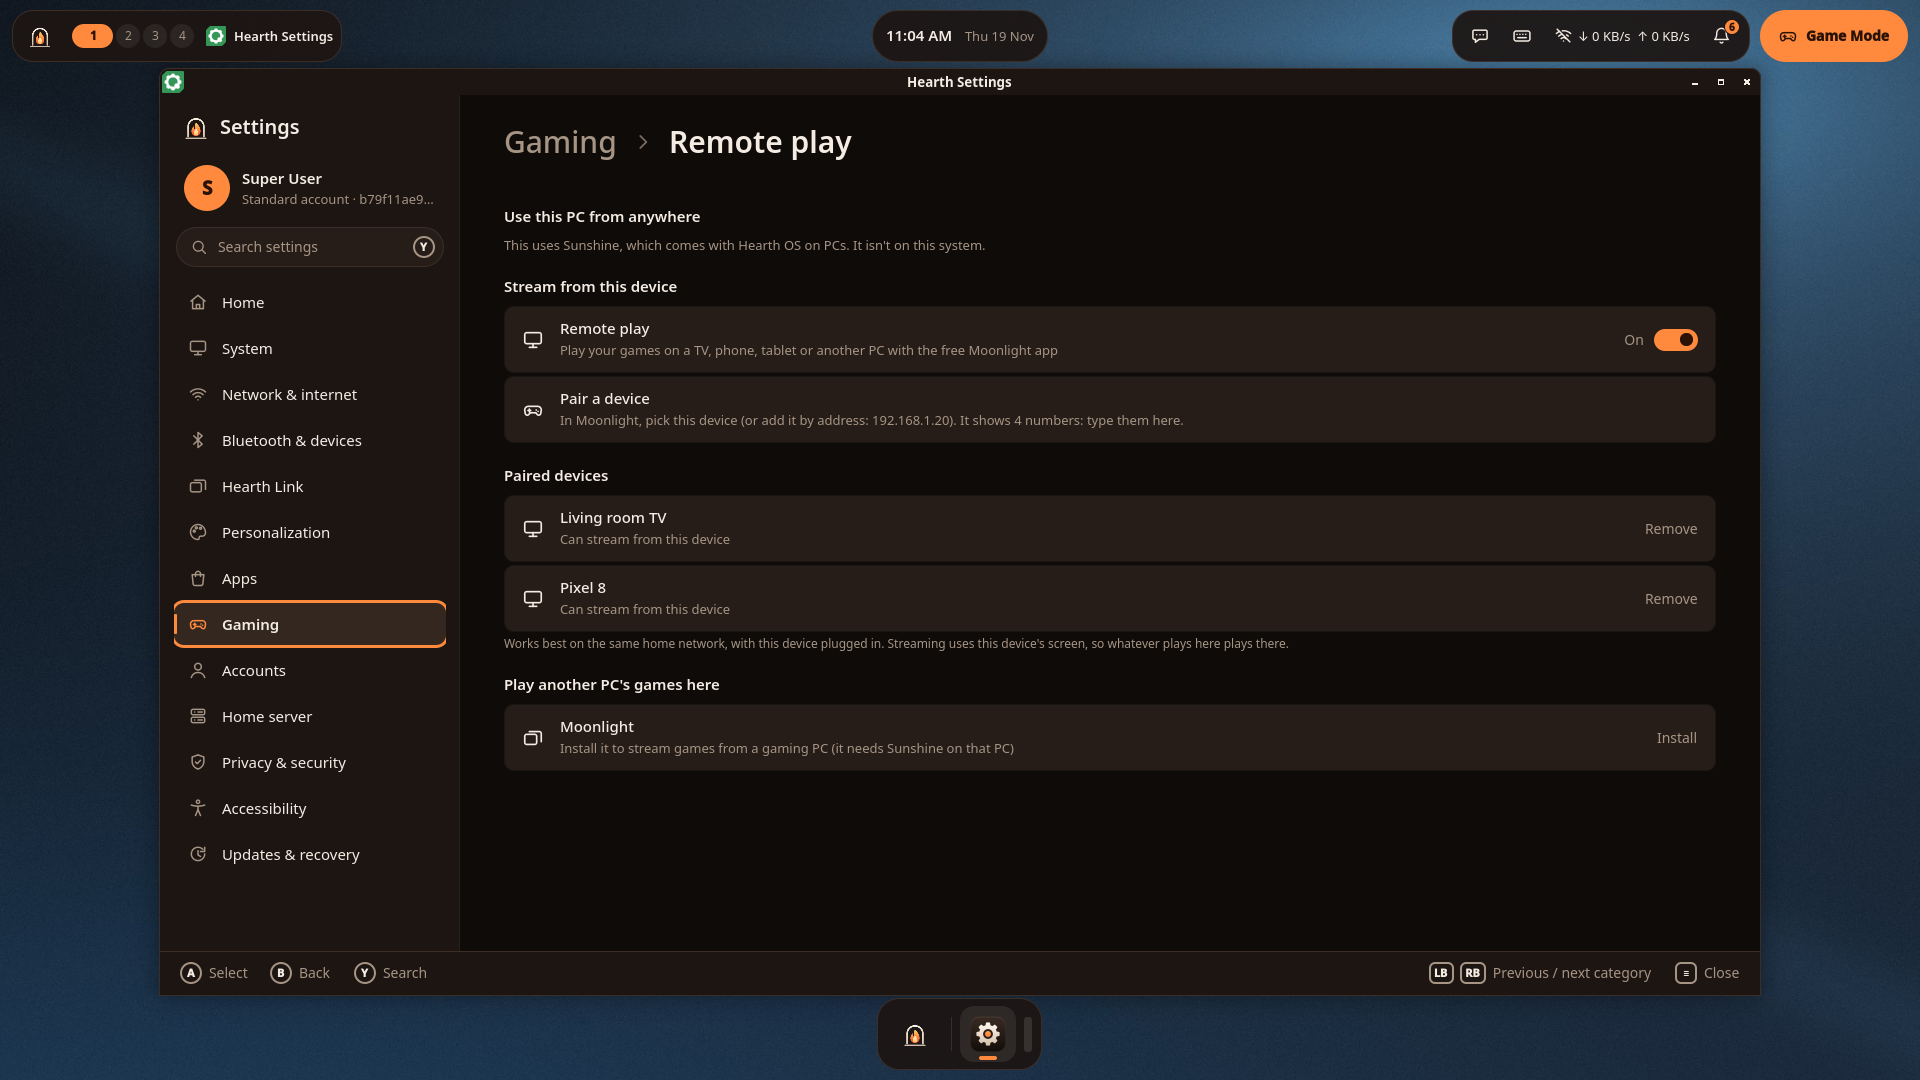 1 2 3 4 Hearth Settings
11:04 AM Thu 19 Nov
↓ 0 KB/s ↑ 0 KB/s
6
Game Mode
Hearth Settings
Settings
S
Super User
Standard account · b79f11ae9...
Search settings Y
Home
System
Network & internet
Bluetooth & devices
Hearth Link
Personalization
Apps
Gaming
Accounts
Home server
Privacy & security
Accessibility
Updates & recovery
Gaming > Remote play
Use this PC from anywhere
This uses Sunshine, which comes with Hearth OS on PCs. It isn't on this system.
Stream from this device
Remote play
Play your games on a TV, phone, tablet or another PC with the free Moonlight app
On
Pair a device
In Moonlight, pick this device (or add it by address: 192.168.1.20). It shows 4 numbers: type them here.
Paired devices
Living room TV
Can stream from this device
Remove
Pixel 8
Can stream from this device
Remove
Works best on the same home network, with this device plugged in. Streaming uses this device's screen, so whatever plays here plays there.
Play another PC's games here
Moonlight
Install it to stream games from a gaming PC (it needs Sunshine on that PC)
Install
A Select B Back Y Search
LB RB Previous / next category ≡ Close